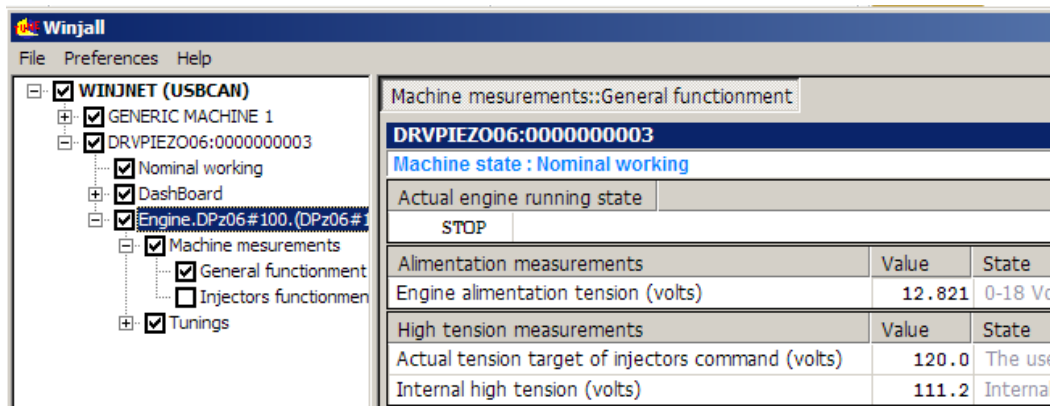 Winjall
File Preferences Help
WINJNET (USBCAN)
GENERIC MACHINE 1
DRVPIEZO06:0000000003
Nominal working
DashBoard
Engine.DPz06#100.(DPz06#1
Machine mesurements
General functionment
Injectors functionmen
Tunings
Machine mesurements::General functionment
DRVPIEZO06:0000000003
Machine state : Nominal working
Actual engine running state
STOP
Alimentation measurements Value State
Engine alimentation tension (volts) 12.821 0-18 Vo
High tension measurements Value State
Actual tension target of injectors command (volts) 120.0 The use
Internal high tension (volts) 111.2 Internal